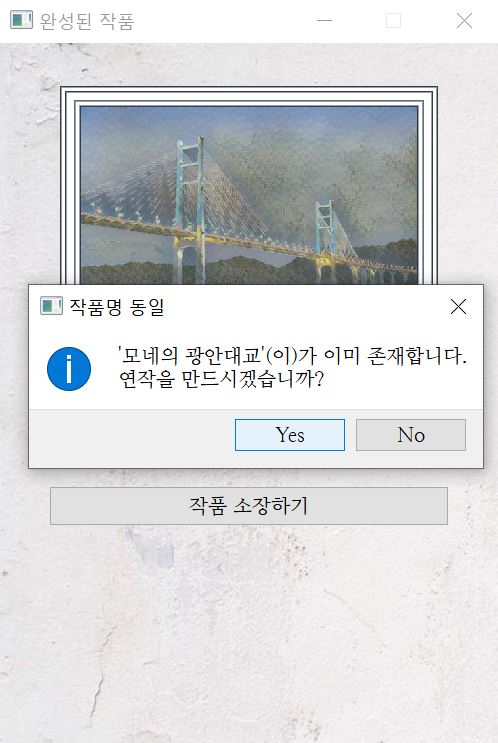 완성된 작품
작품명 동일
'모네의 광안대교'(이)가 이미 존재합니다.
연작을 만드시겠습니까?
Yes
No
작품 소장하기